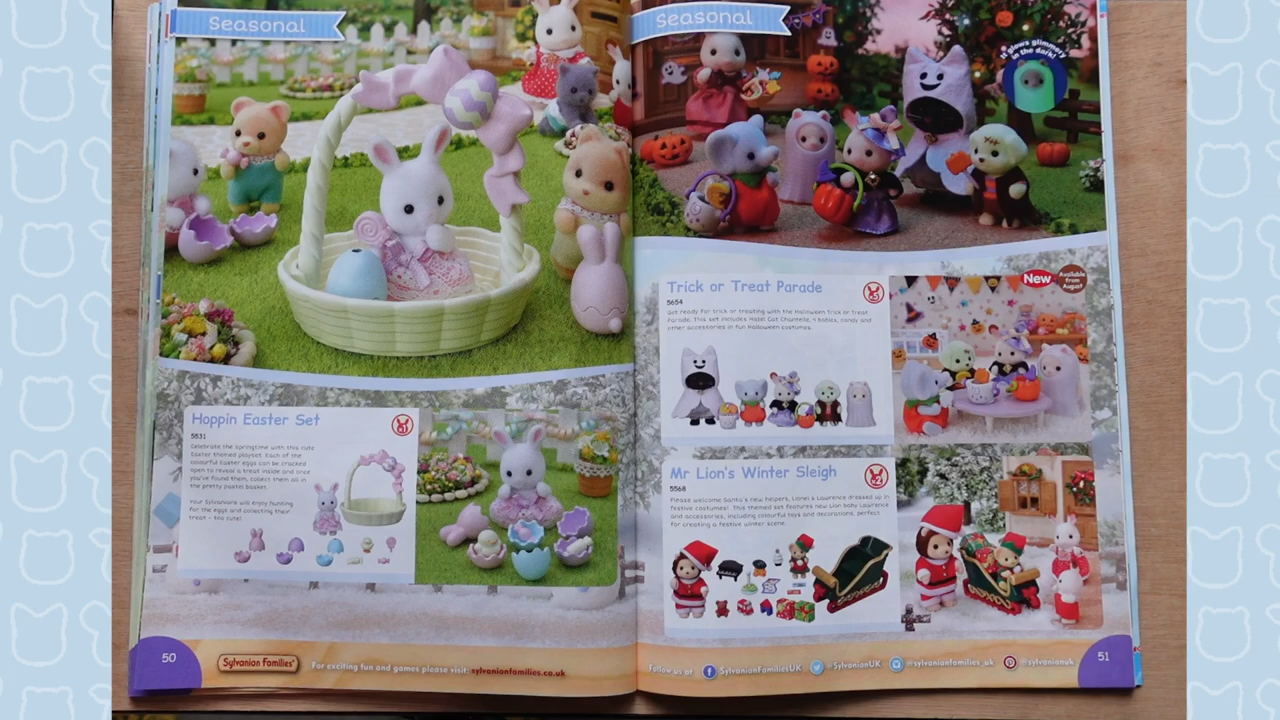 Seasonal
Hoppin Easter Set
5531
Celebrate the springtime with this cute
Easter themed playset. Each of the
colourful Easter eggs can be cracked
open to reveal a treat inside and once
you've found them, collect them all in
the pretty pastel basket.
Your Sylvanians will enjoy hunting
for the eggs and collecting their
treat - too cute!
50
Sylvanian Families
For exciting fun and games please visit: sylvanianfamilies.co.uk
Seasonal
It glows glimmery
in the dark!
Trick or Treat Parade
5654
Get ready for trick or treating with the Halloween Trick or Treat
Parade. This set includes Hazel Cat Chantelle, 4 babies, candy and
other accessories in fun Halloween costumes.
New
Available
from
August
Mr Lion's Winter Sleigh
5568
Please welcome Santa's new helpers, Lionel & Lawrence dressed up in
festive costumes! This themed set features new Lion baby Lawrence
and accessories, including colourful toys and decorations, perfect
for creating a festive winter scene.
Follow us at
SylvanianFamiliesUK
SylvanianUK
@sylvanianfamilies_uk
@sylvanianuk
51